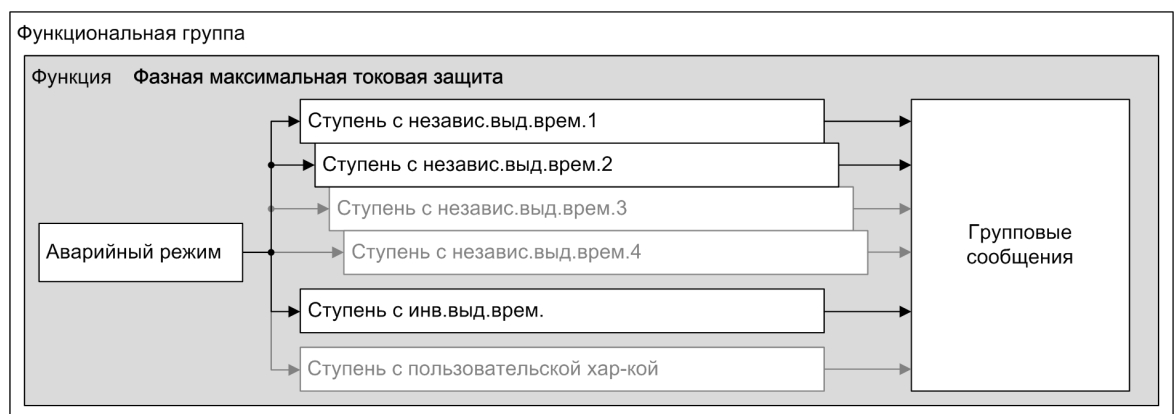 Функциональная группа
Функция Фазная максимальная токовая защита
Ступень с независ.выд.врем.1
Ступень с независ.выд.врем.2
Ступень с независ.выд.врем.3
Ступень с независ.выд.врем.4
Аварийный режим
Ступень с инв.выд.врем.
Ступень с пользовательской хар-кой
Групповые
сообщения